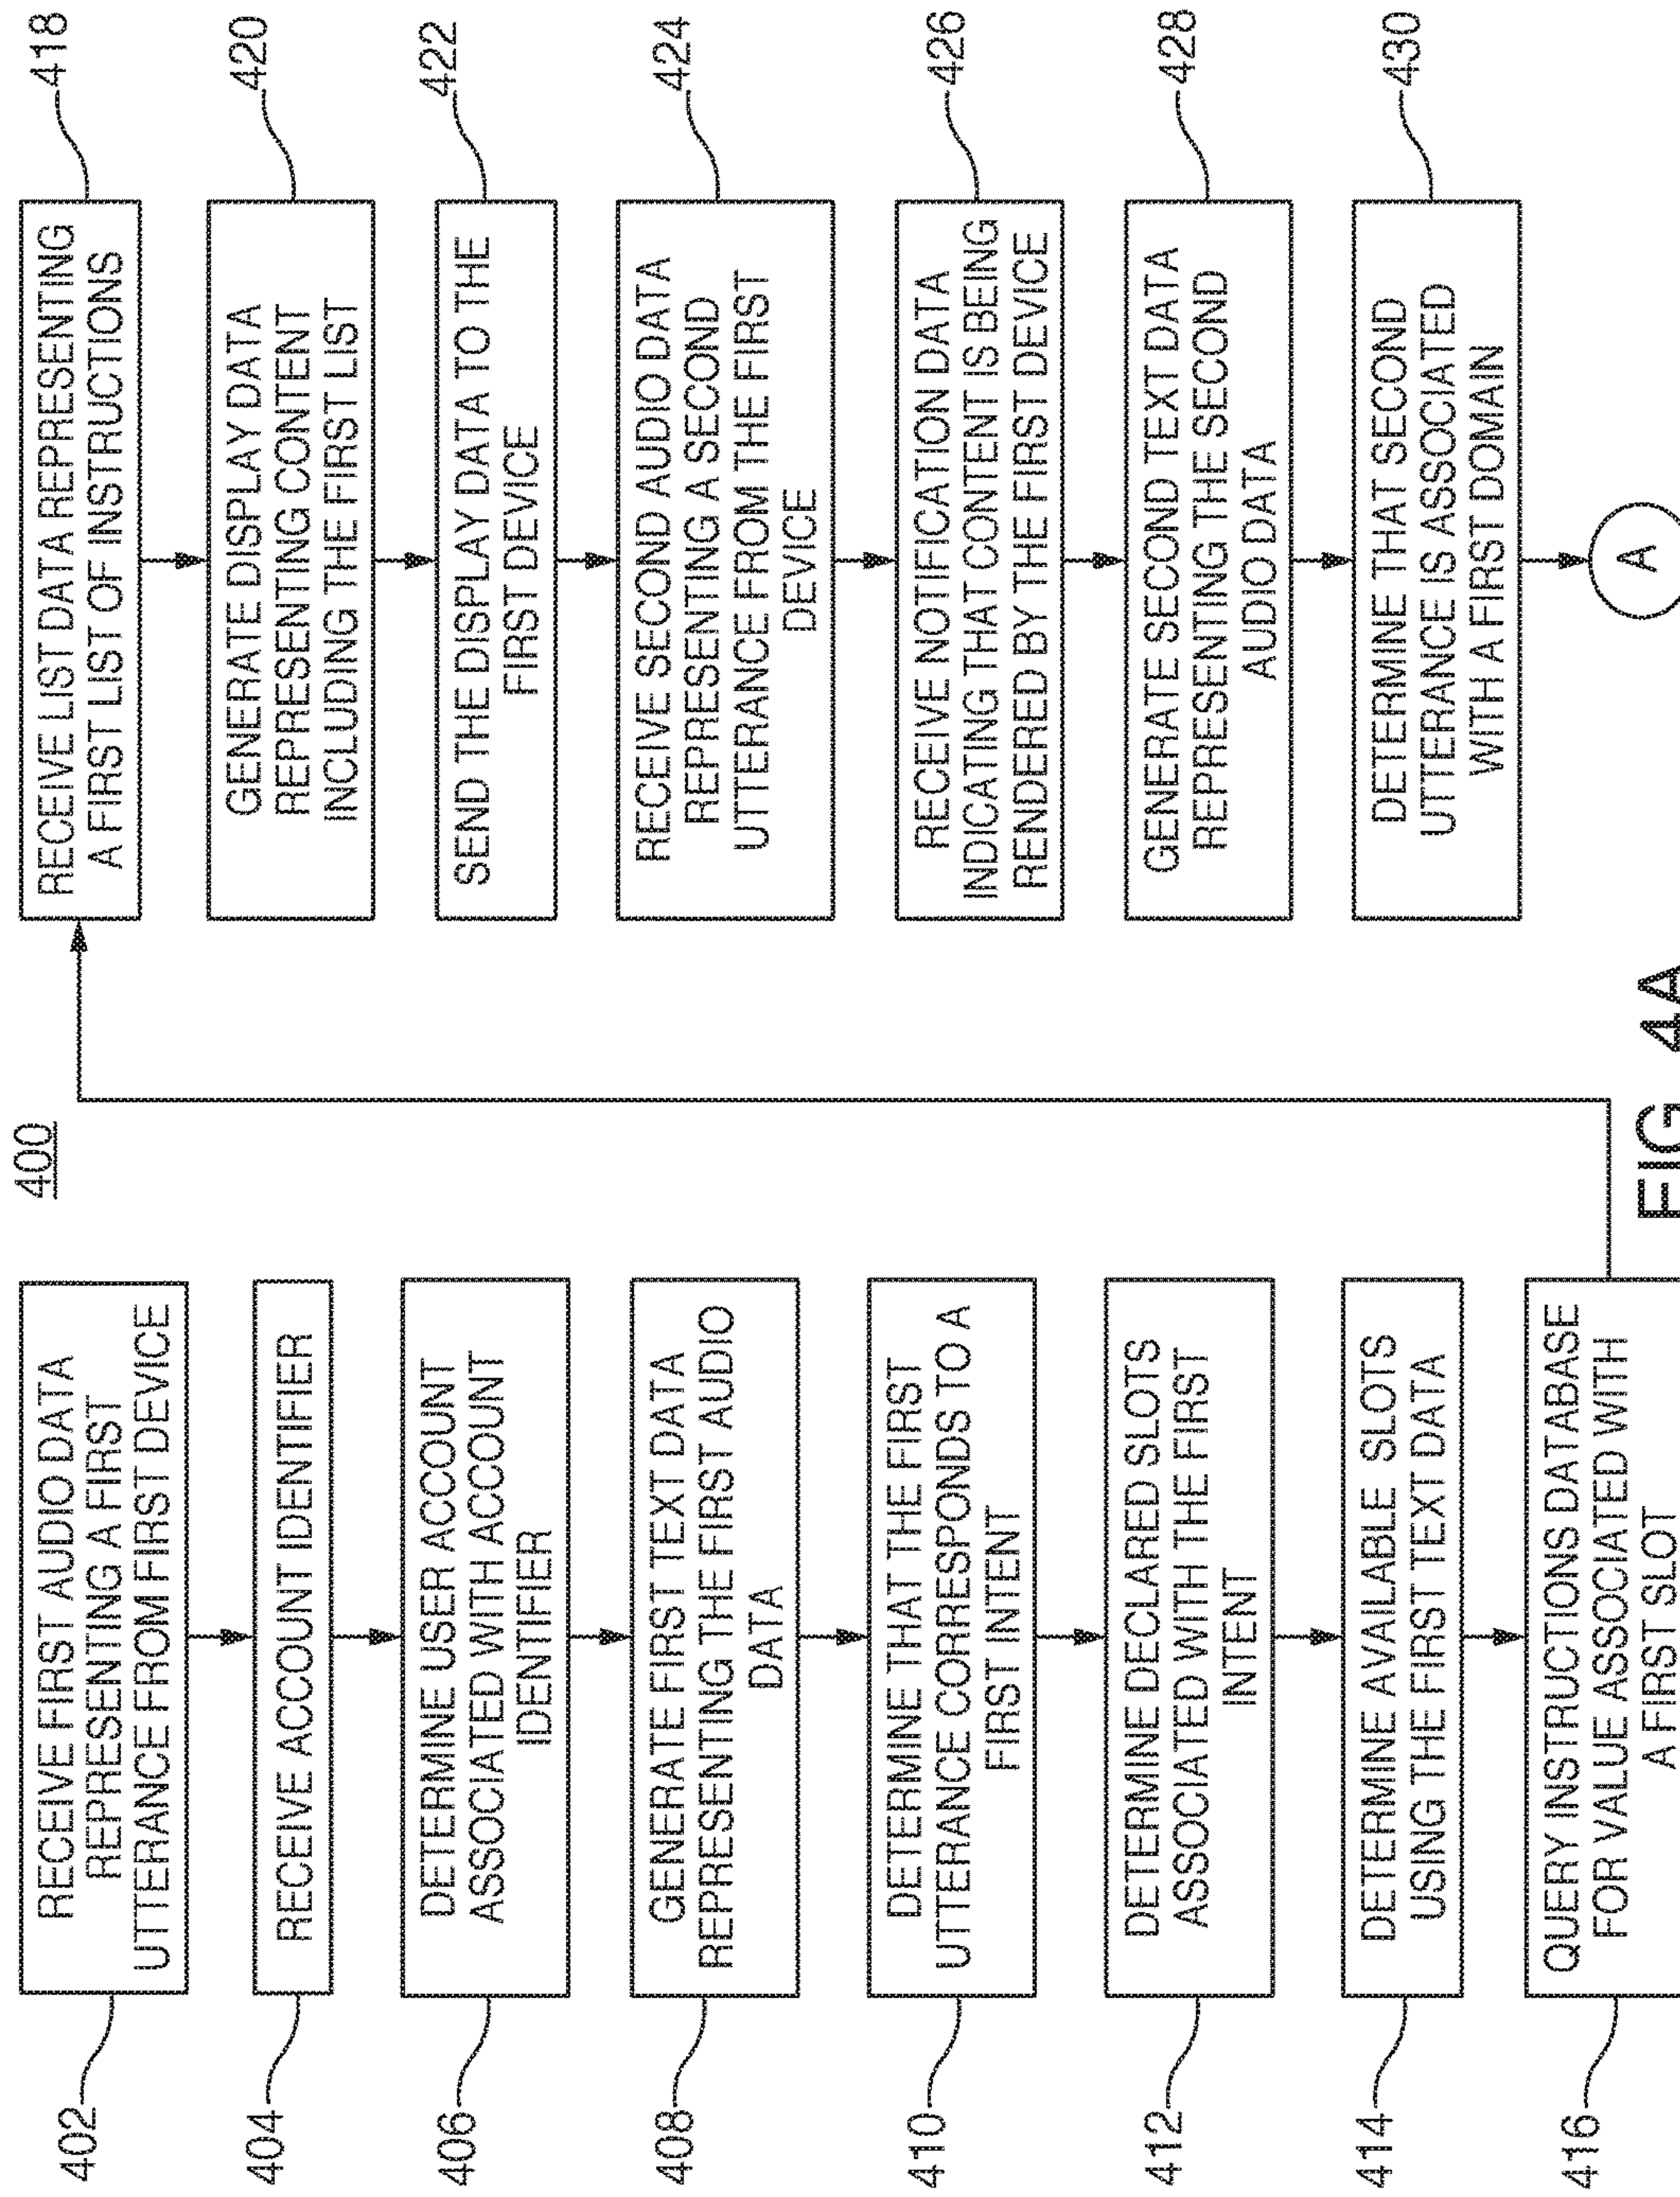 400
402
RECEIVE FIRST AUDIO DATA
REPRESENTING A FIRST
UTTERANCE FROM FIRST DEVICE
404
RECEIVE ACCOUNT IDENTIFIER
406
DETERMINE USER ACCOUNT
ASSOCIATED WITH ACCOUNT
IDENTIFIER
408
GENERATE FIRST TEXT DATA
REPRESENTING THE FIRST AUDIO
DATA
410
DETERMINE THAT THE FIRST
UTTERANCE CORRESPONDS TO A
FIRST INTENT
412
DETERMINE DECLARED SLOTS
ASSOCIATED WITH THE FIRST
INTENT
414
DETERMINE AVAILABLE SLOTS
USING THE FIRST TEXT DATA
416
QUERY INSTRUCTIONS DATABASE
FOR VALUE ASSOCIATED WITH
A FIRST SLOT
RECEIVE LIST DATA REPRESENTING
A FIRST LIST OF INSTRUCTIONS
418
GENERATE DISPLAY DATA
REPRESENTING CONTENT
INCLUDING THE FIRST LIST
420
SEND THE DISPLAY DATA TO THE
FIRST DEVICE
422
RECEIVE SECOND AUDIO DATA
REPRESENTING A SECOND
UTTERANCE FROM THE FIRST
DEVICE
424
RECEIVE NOTIFICATION DATA
INDICATING THAT CONTENT IS BEING
RENDERED BY THE FIRST DEVICE
426
GENERATE SECOND TEXT DATA
REPRESENTING THE SECOND
AUDIO DATA
428
DETERMINE THAT SECOND
UTTERANCE IS ASSOCIATED
WITH A FIRST DOMAIN
430
A
FIG. 4A